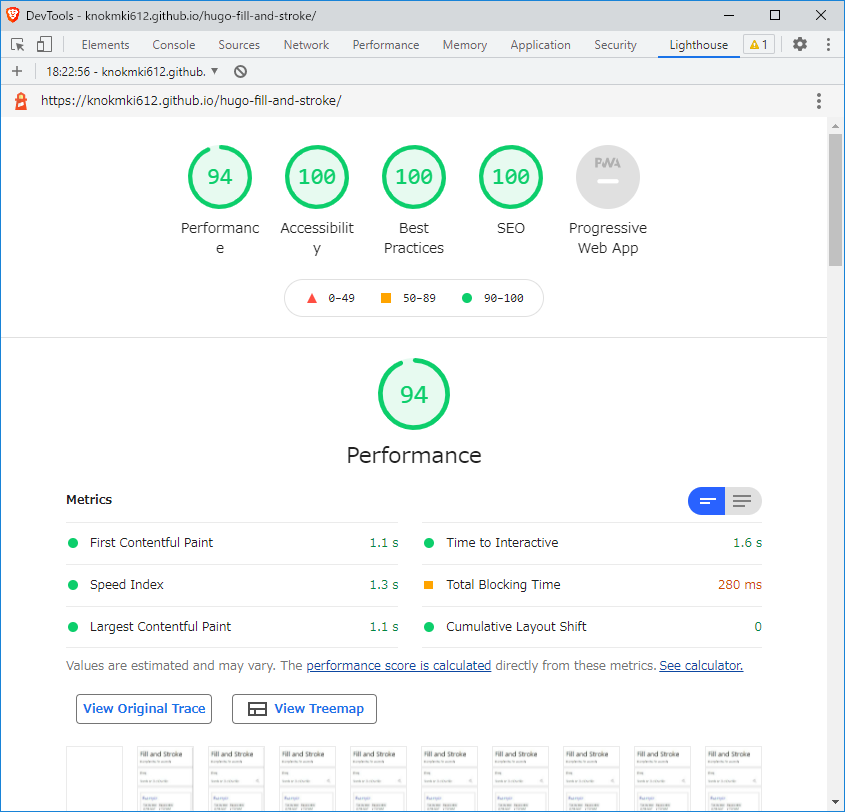 DevTools - knokmki612.github.io/hugo-fill-and-stroke/
Elements Console Sources Network Performance Memory Application Security Lighthouse 1
18:22:56 - knokmki612.github.
https://knokmki612.github.io/hugo-fill-and-stroke/
94 100 100 100 PWA
Performanc
e
Accessibilit
y
Best
Practices
SEO
Progressive
Web App
0–49 50–89 90–100
94
Performance
Metrics
First Contentful Paint 1.1 s
Time to Interactive 1.6 s
Speed Index 1.3 s
Total Blocking Time 280 ms
Largest Contentful Paint 1.1 s
Cumulative Layout Shift 0
Values are estimated and may vary. The performance score is calculated directly from these metrics. See calculator.
View Original Trace View Treemap
Fill and Stroke Fill and Stroke Fill and Stroke Fill and Stroke Fill and Stroke Fill and Stroke Fill and Stroke Fill and Stroke Fill and Stroke